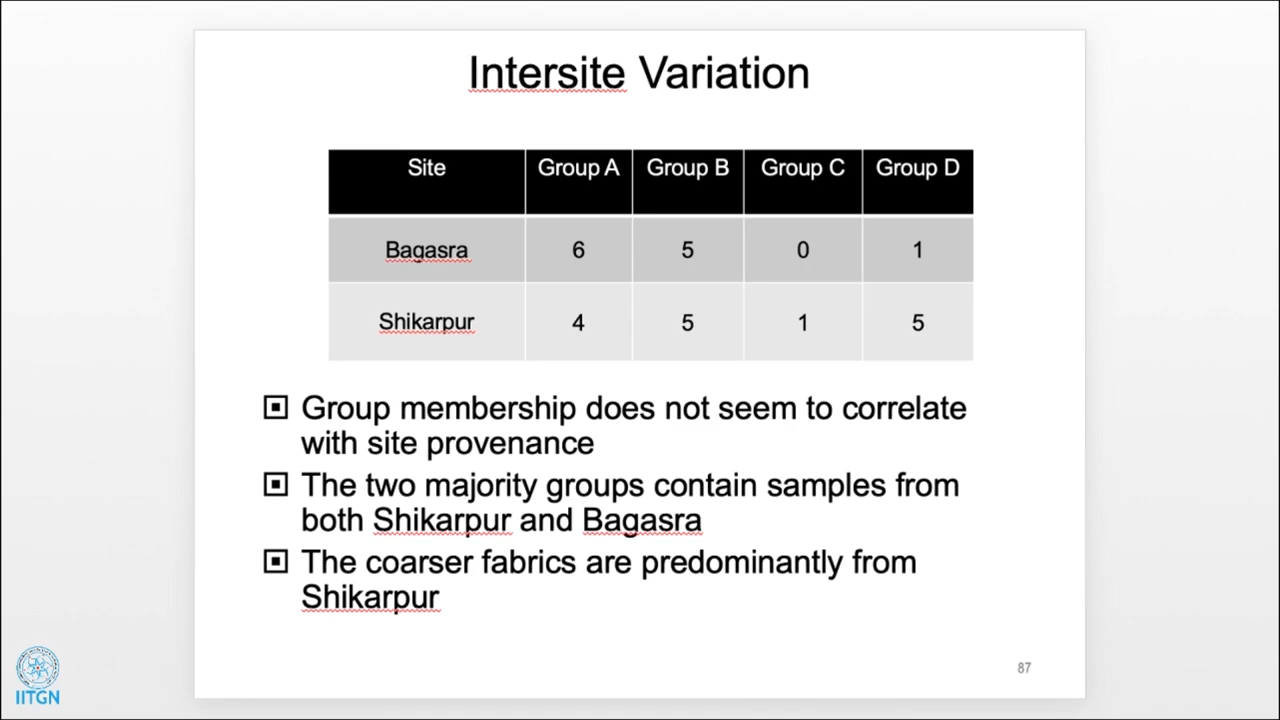 Intersite Variation
Site Group A Group B Group C Group D
Bagasra 6 5 0 1
Shikarpur 4 5 1 5
Group membership does not seem to correlate
with site provenance
The two majority groups contain samples from
both Shikarpur and Bagasra
The coarser fabrics are predominantly from
Shikarpur
87
IITGN